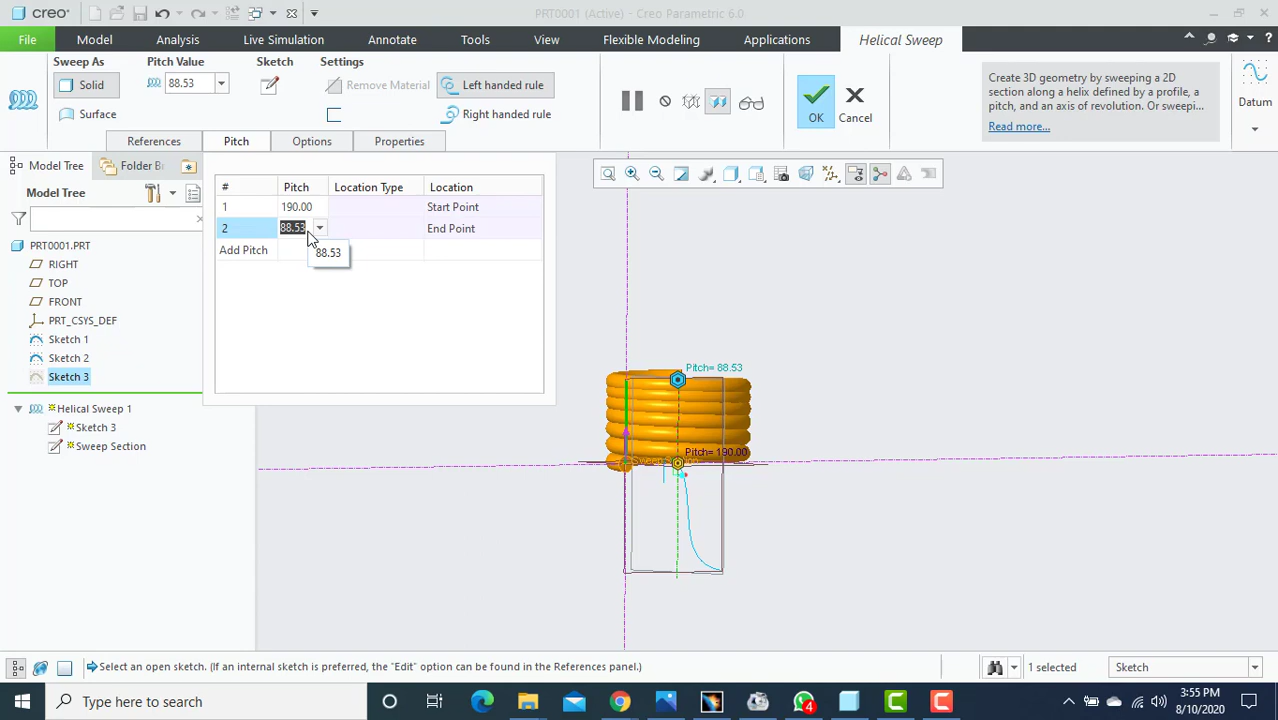 creo®
PRT0001 (Active) - Creo Parametric 6.0
File
Model
Analysis
Live Simulation
Annotate
Tools
View
Flexible Modeling
Applications
Helical Sweep
Sweep As
Pitch Value
Sketch
Settings
Solid
88.53
Remove Material
Left handed rule
Surface
Right handed rule
OK
Cancel
Create 3D geometry by sweeping a 2D
section along a helix defined by a profile, a
pitch, and an axis of revolution. Or sweepi...
Read more...
Datum
References
Pitch
Options
Properties
Model Tree
Folder Br
Model Tree
# Pitch Location Type Location
1 190.00 Start Point
2 88.53 End Point
Add Pitch
88.53
PRT0001.PRT
RIGHT
TOP
FRONT
PRT_CSYS_DEF
Sketch 1
Sketch 2
Sketch 3
Helical Sweep 1
Sketch 3
Sweep Section
Pitch= 88.53
Pitch= 190.00
Select an open sketch. (If an internal sketch is preferred, the "Edit" option can be found in the References panel.)
1 selected
Sketch
Type here to search
4
3:55 PM
8/10/2020